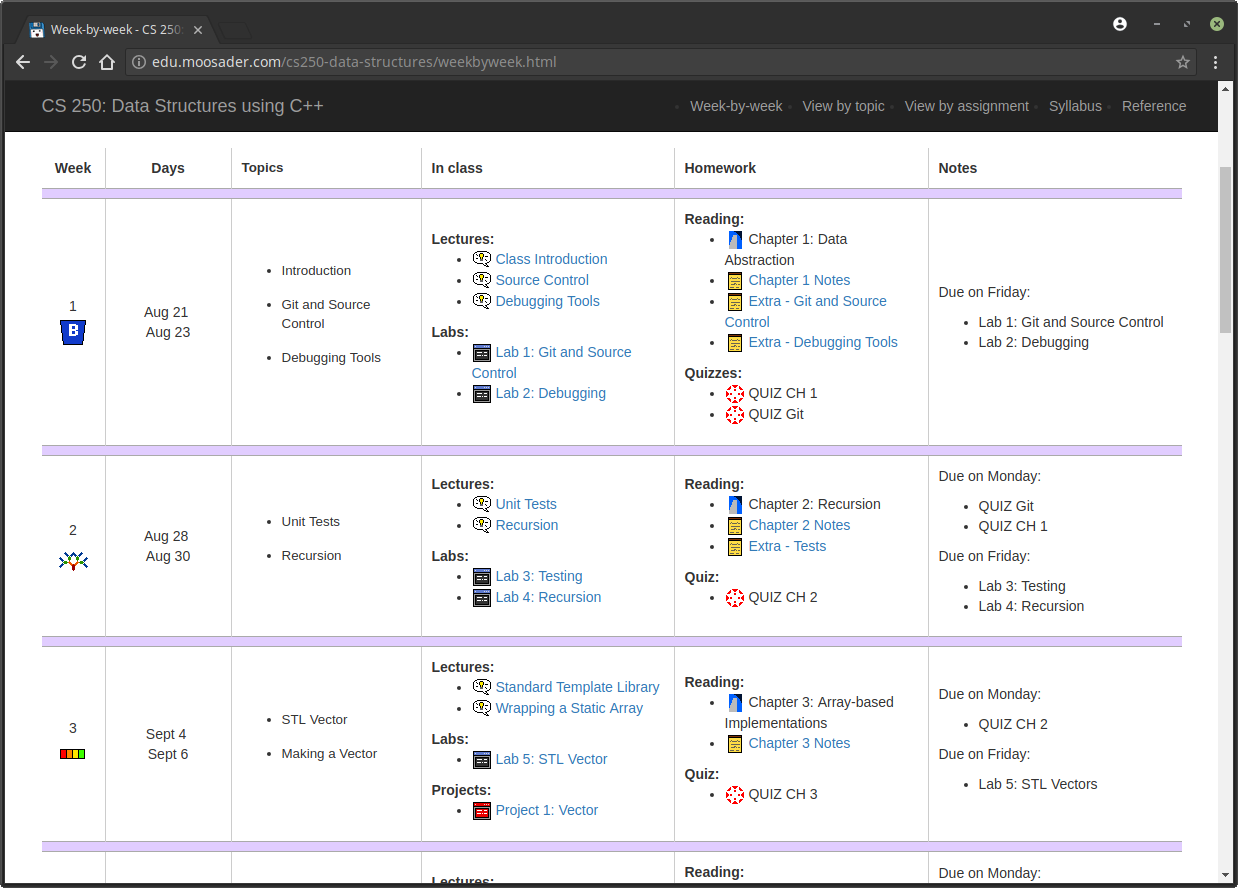 Week-by-week - CS 250:
edu.moosader.com/cs250-data-structures/weekbyweek.html
CS 250: Data Structures using C++
Week-by-week
View by topic
View by assignment
Syllabus
Reference
Week
Days
Topics
In class
Homework
Notes
1
B
Aug 21
Aug 23
Introduction
Git and Source
Control
Debugging Tools
Lectures:
Class Introduction
Source Control
Debugging Tools
Labs:
Lab 1: Git and Source
Control
Lab 2: Debugging
Reading:
Chapter 1: Data
Abstraction
Chapter 1 Notes
Extra - Git and Source
Control
Extra - Debugging Tools
Quizzes:
QUIZ CH 1
QUIZ Git
Due on Friday:
Lab 1: Git and Source Control
Lab 2: Debugging
2
Aug 28
Aug 30
Unit Tests
Recursion
Lectures:
Unit Tests
Recursion
Labs:
Lab 3: Testing
Lab 4: Recursion
Reading:
Chapter 2: Recursion
Chapter 2 Notes
Extra - Tests
Quiz:
QUIZ CH 2
Due on Monday:
QUIZ Git
QUIZ CH 1
Due on Friday:
Lab 3: Testing
Lab 4: Recursion
3
Sept 4
Sept 6
STL Vector
Making a Vector
Lectures:
Standard Template Library
Wrapping a Static Array
Labs:
Lab 5: STL Vector
Projects:
Project 1: Vector
Reading:
Chapter 3: Array-based
Implementations
Chapter 3 Notes
Quiz:
QUIZ CH 3
Due on Monday:
QUIZ CH 2
Due on Friday:
Lab 5: STL Vectors
Lectures:
Reading:
Due on Monday: